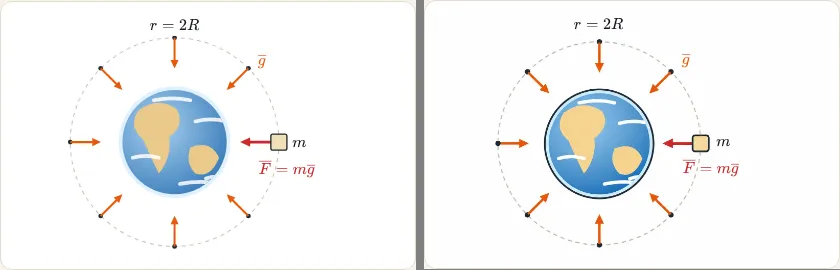 r = 2R
g̅
m
F̅ = mg̅
r = 2R
g̅
m
F̅ = mg̅